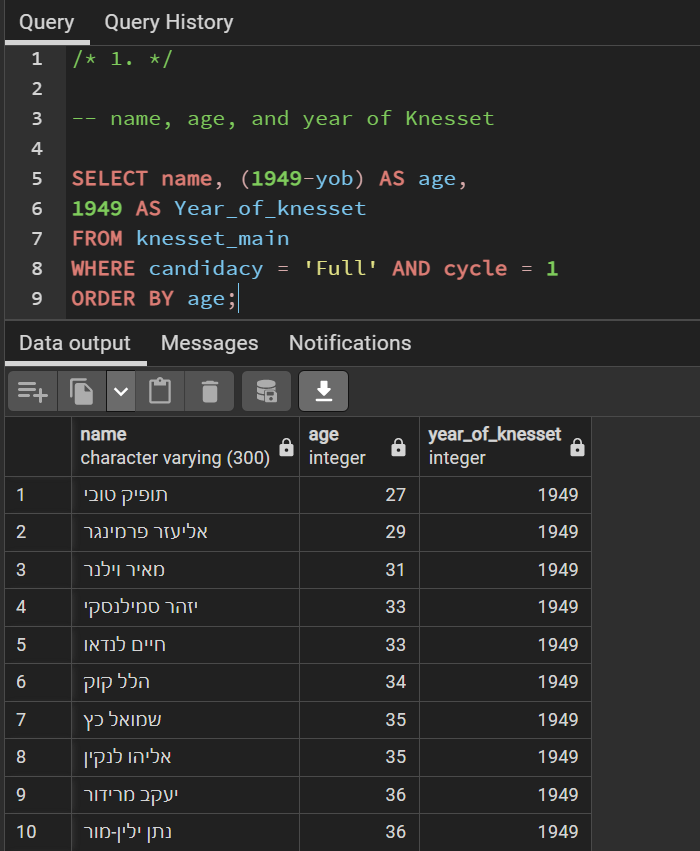 Query Query History
1 /* 1. */
2
3 -- name, age, and year of Knesset
4
5 SELECT name, (1949-yob) AS age,
6 1949 AS Year_of_knesset
7 FROM knesset_main
8 WHERE candidacy = 'Full' AND cycle = 1
9 ORDER BY age;
Data output Messages Notifications
name age year_of_knesset
character varying (300) integer integer
1 תופיק טובי 27 1949
2 אליעזר פרמינגר 29 1949
3 מאיר וילנר 31 1949
4 יזהר סמילנסקי 33 1949
5 חיים לנדאו 33 1949
6 הלל קוק 34 1949
7 שמואל כץ 35 1949
8 אליהו לנקין 35 1949
9 יעקב מרידור 36 1949
10 נתן ילין-מור 36 1949